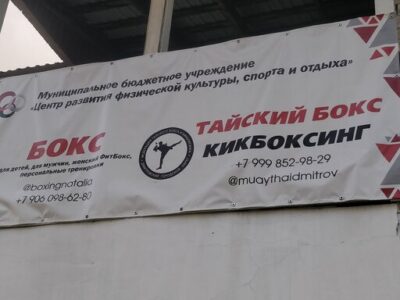 Муниципальное бюджетное учреждение
«Центр развития физической культуры, спорта и отдыха»
БОКС
для детей, для мужчин, женский ФитБокс,
персональные тренировки
@boxingnatalia
+7 906 098-62-80
ТАЙСКИЙ БОКС
КИКБОКСИНГ
+7 999 852-98-29
@muaythaidmitrov